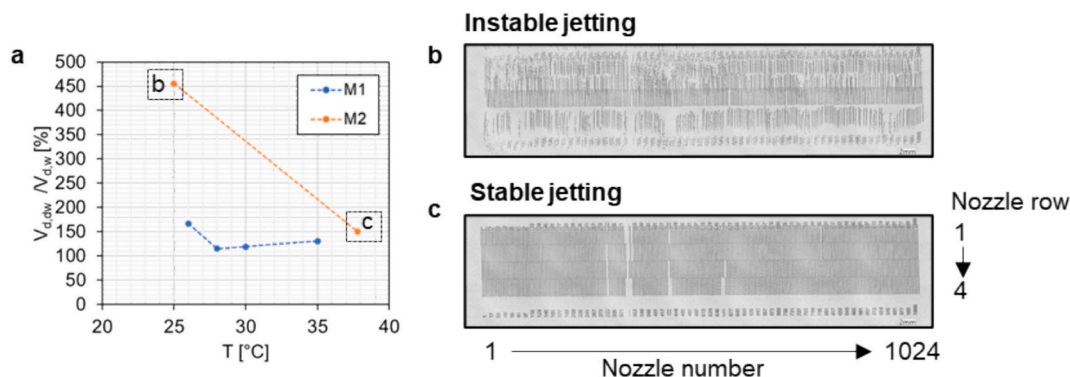 Instable jetting
a
b
500
450
400
350
300
250
200
150
100
50
0
V_d,dw /V_d,w [%]
b
c
M1
M2
20
25
30
35
40
T [°C]
2mm
Stable jetting
c
Nozzle row
1
4
2mm
1
1024
Nozzle number